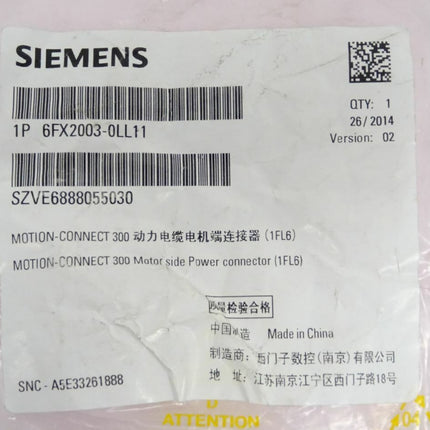 SIEMENS
QTY: 1
26/2014
Version: 02
1P 6FX2003-0LL11
SZVE6888055030
MOTION-CONNECT 300 动力电缆电机端连接器 (1FL6)
MOTION-CONNECT 300 Motor side Power connector (1FL6)
质量检验合格
中国制造 Made in China
制造商: 西门子数控(南京)有限公司
地 址: 江苏南京江宁区西门子路18号
SNC - A5E33261888
ATTENTION